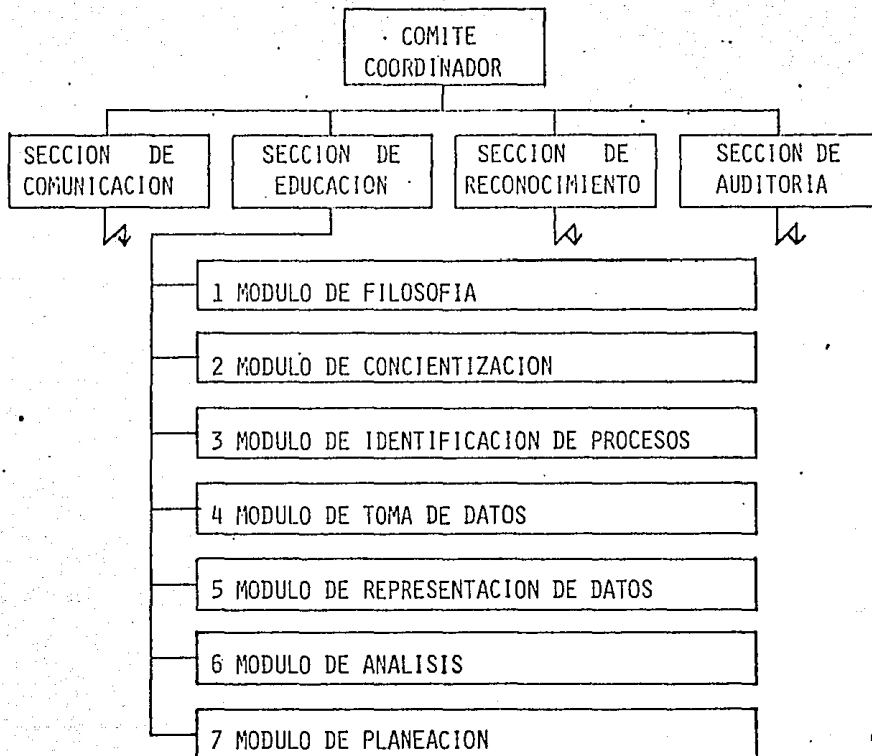 COMITE
COORDINADOR
SECCION DE
COMUNICACION
SECCION DE
EDUCACION
SECCION DE
RECONOCIMIENTO
SECCION DE
AUDITORIA
1 MODULO DE FILOSOFIA
2 MODULO DE CONCIENTIZACION
3 MODULO DE IDENTIFICACION DE PROCESOS
4 MODULO DE TOMA DE DATOS
5 MODULO DE REPRESENTACION DE DATOS
6 MODULO DE ANALISIS
7 MODULO DE PLANEACION